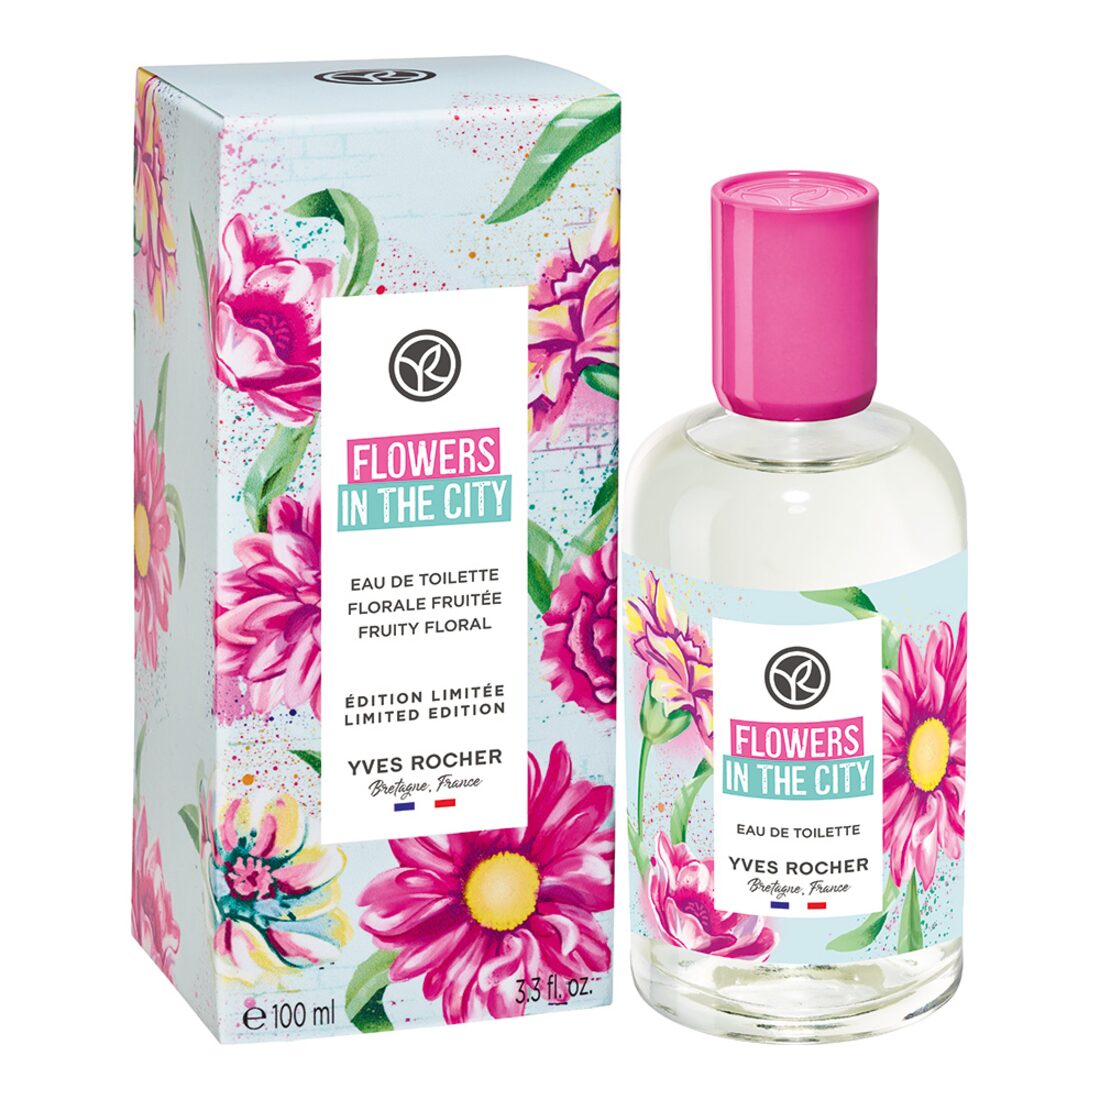 FLOWERS
IN THE CITY
EAU DE TOILETTE
FLORALE FRUITÉE
FRUITY FLORAL
ÉDITION LIMITÉE
LIMITED EDITION
YVES ROCHER
Bretagne, France
e 100 ml
3.3 fl. oz.
FLOWERS
IN THE CITY
EAU DE TOILETTE
YVES ROCHER
Bretagne, France